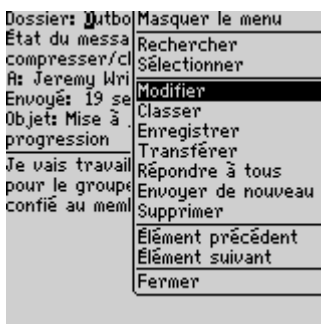 Dossier: Outbo
État du messa
compresser/cl
À: Jeremy Wri
Envoyé: 19 se
Objet: Mise à
progression
Je vais travail
pour le groupe
confié au meml
Masquer le menu
Rechercher
Sélectionner
Modifier
Classer
Enregistrer
Transférer
Répondre à tous
Envoyer de nouveau
Supprimer
Élément précédent
Élément suivant
Fermer